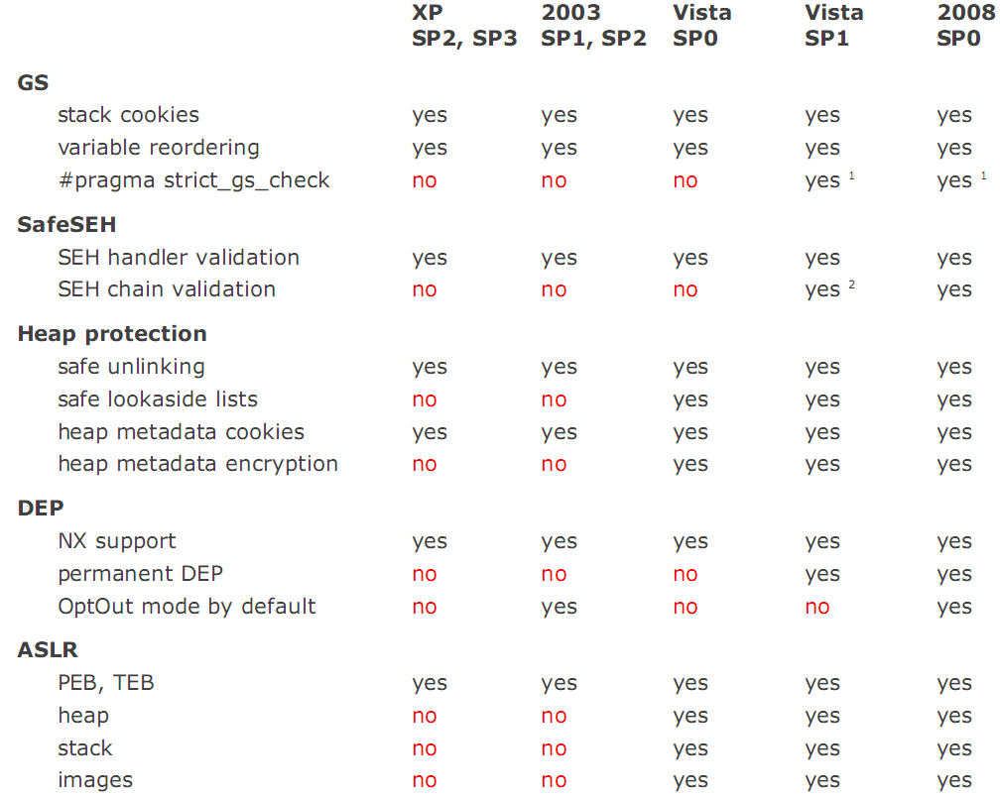 XP 2003 Vista Vista 2008
SP2, SP3 SP1, SP2 SP0 SP1 SP0
GS
stack cookies yes yes yes yes yes
variable reordering yes yes yes yes yes
#pragma strict_gs_check no no no yes 1 yes 1
SafeSEH
SEH handler validation yes yes yes yes yes
SEH chain validation no no no yes 2 yes
Heap protection
safe unlinking yes yes yes yes yes
safe lookaside lists no no yes yes yes
heap metadata cookies yes yes yes yes yes
heap metadata encryption no no yes yes yes
DEP
NX support yes yes yes yes yes
permanent DEP no no no yes yes
OptOut mode by default no yes no no yes
ASLR
PEB, TEB yes yes yes yes yes
heap no no yes yes yes
stack no no yes yes yes
images no no yes yes yes